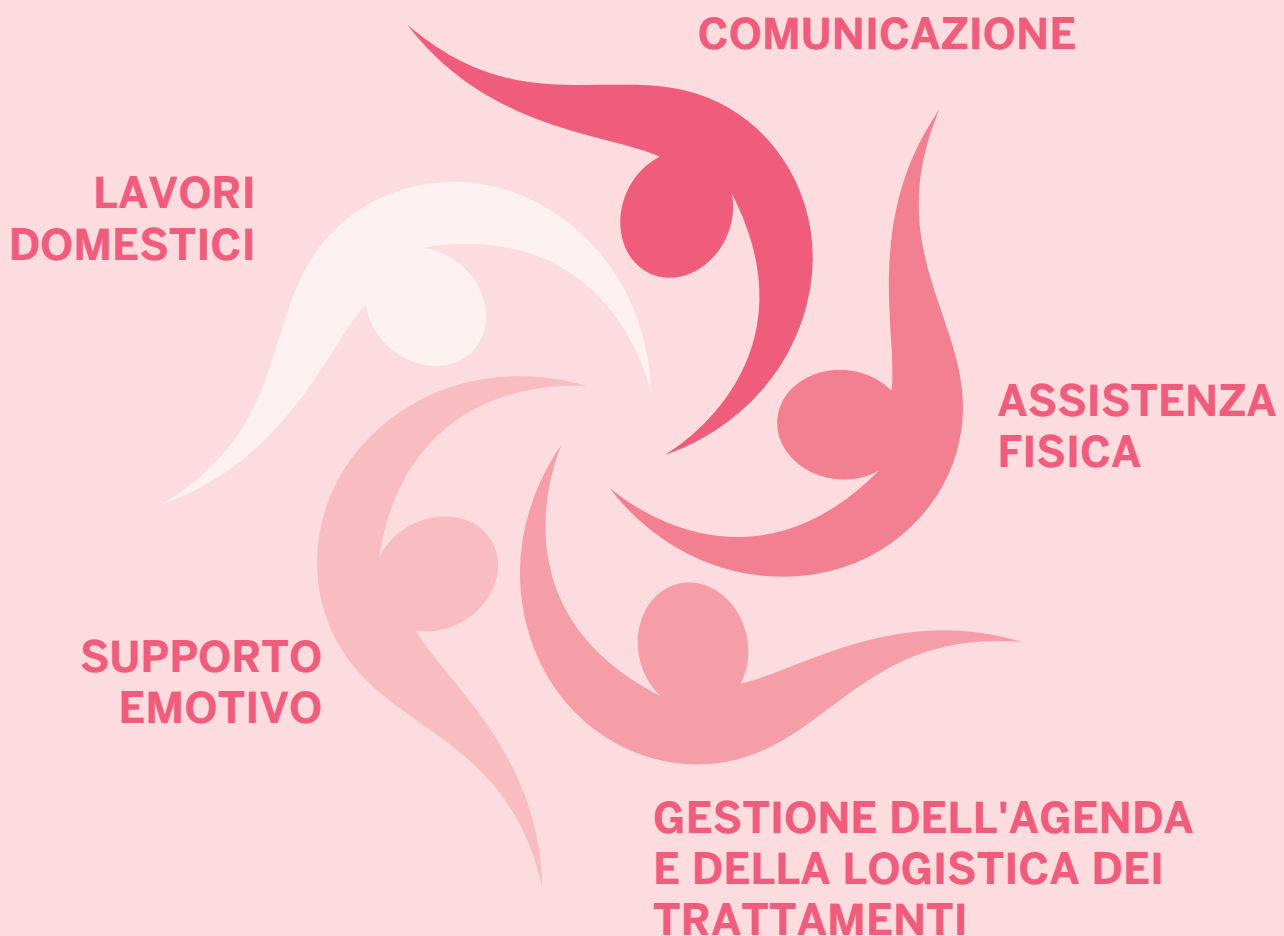 COMUNICAZIONE
LAVORI
DOMESTICI
ASSISTENZA
FISICA
SUPPORTO
EMOTIVO
GESTIONE DELL'AGENDA
E DELLA LOGISTICA DEI
TRATTAMENTI